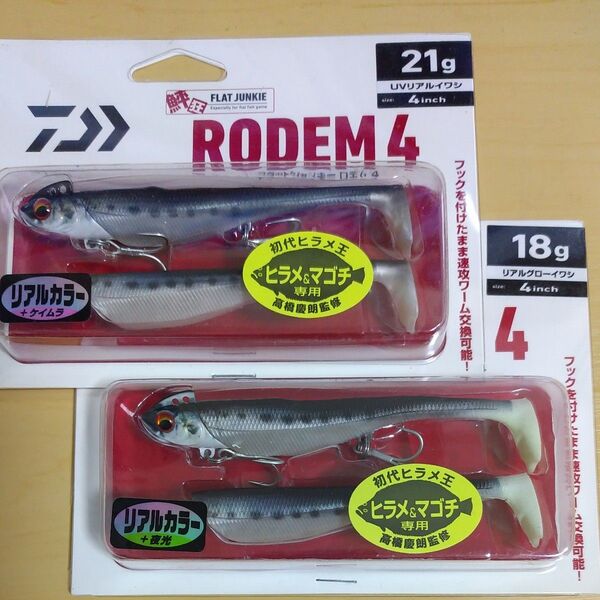 21g
UVリアルイワシ
size: 4inch
鮃狂
FLAT JUNKIE
Especially for flat fish game
RODEM 4
フックを付けたまま速攻ワーム交換可能！
初代ヒラメ王
ヒラメ&マゴチ
専用
高橋慶朗監修
リアルカラー
+ケイムラ
18g
リアルグローイワシ
size: 4inch
4
フックを付けたまま速攻ワーム交換可能！
初代ヒラメ王
ヒラメ&マゴチ
専用
高橋慶朗監修
リアルカラー
+夜光